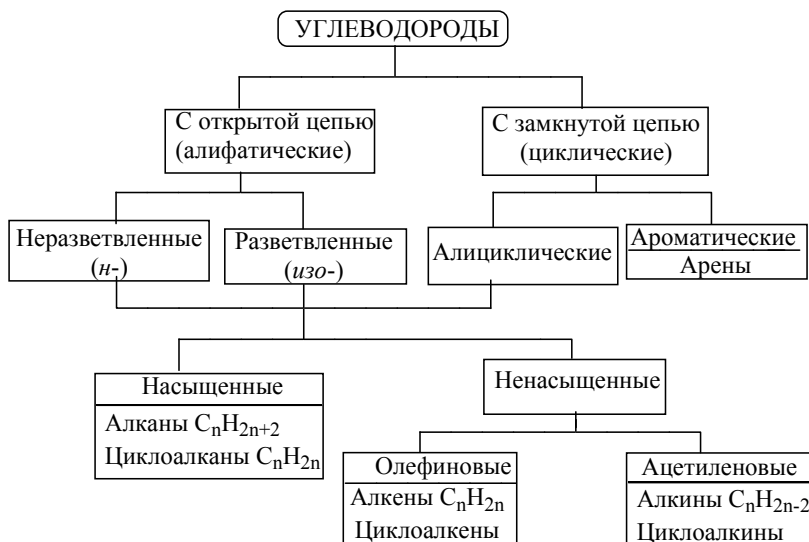 УГЛЕВОДОРОДЫ
С открытой цепью
(алифатические)
С замкнутой цепью
(циклические)
Неразветвленные
(н-)
Разветвленные
(изо-)
Алициклические
Ароматические
Арены
Насыщенные
Алканы CnH2n+2
Циклоалканы CnH2n
Ненасыщенные
Олефиновые
Алкены CnH2n
Циклоалкены
Ацетиленовые
Алкины CnH2n-2
Циклоалкины